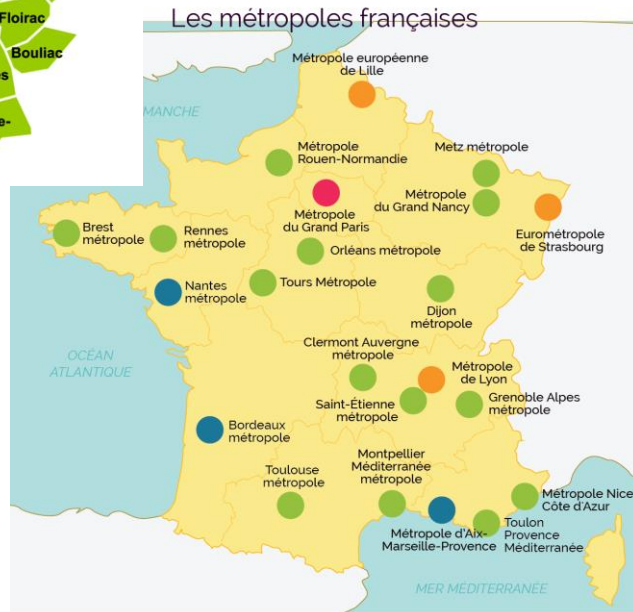 Floirac
Bouliac
Les métropoles françaises
MANCHE
Métropole européenne
de Lille
Métropole
Rouen-Normandie
Metz métropole
Métropole
du Grand Paris
Métropole
du Grand Nancy
Eurométropole
de Strasbourg
Brest
métropole
Rennes
métropole
Orléans métropole
Nantes
métropole
Tours Métropole
Dijon
métropole
OCÉAN
ATLANTIQUE
Clermont Auvergne
métropole
Métropole
de Lyon
Saint-Étienne
métropole
Grenoble Alpes
métropole
Bordeaux
métropole
Toulouse
métropole
Montpellier
Méditerranée
métropole
Métropole Nice
Côte d'Azur
Métropole d'Aix-
Marseille-Provence
Toulon
Provence
Méditerranée
MER MÉDITERRANÉE